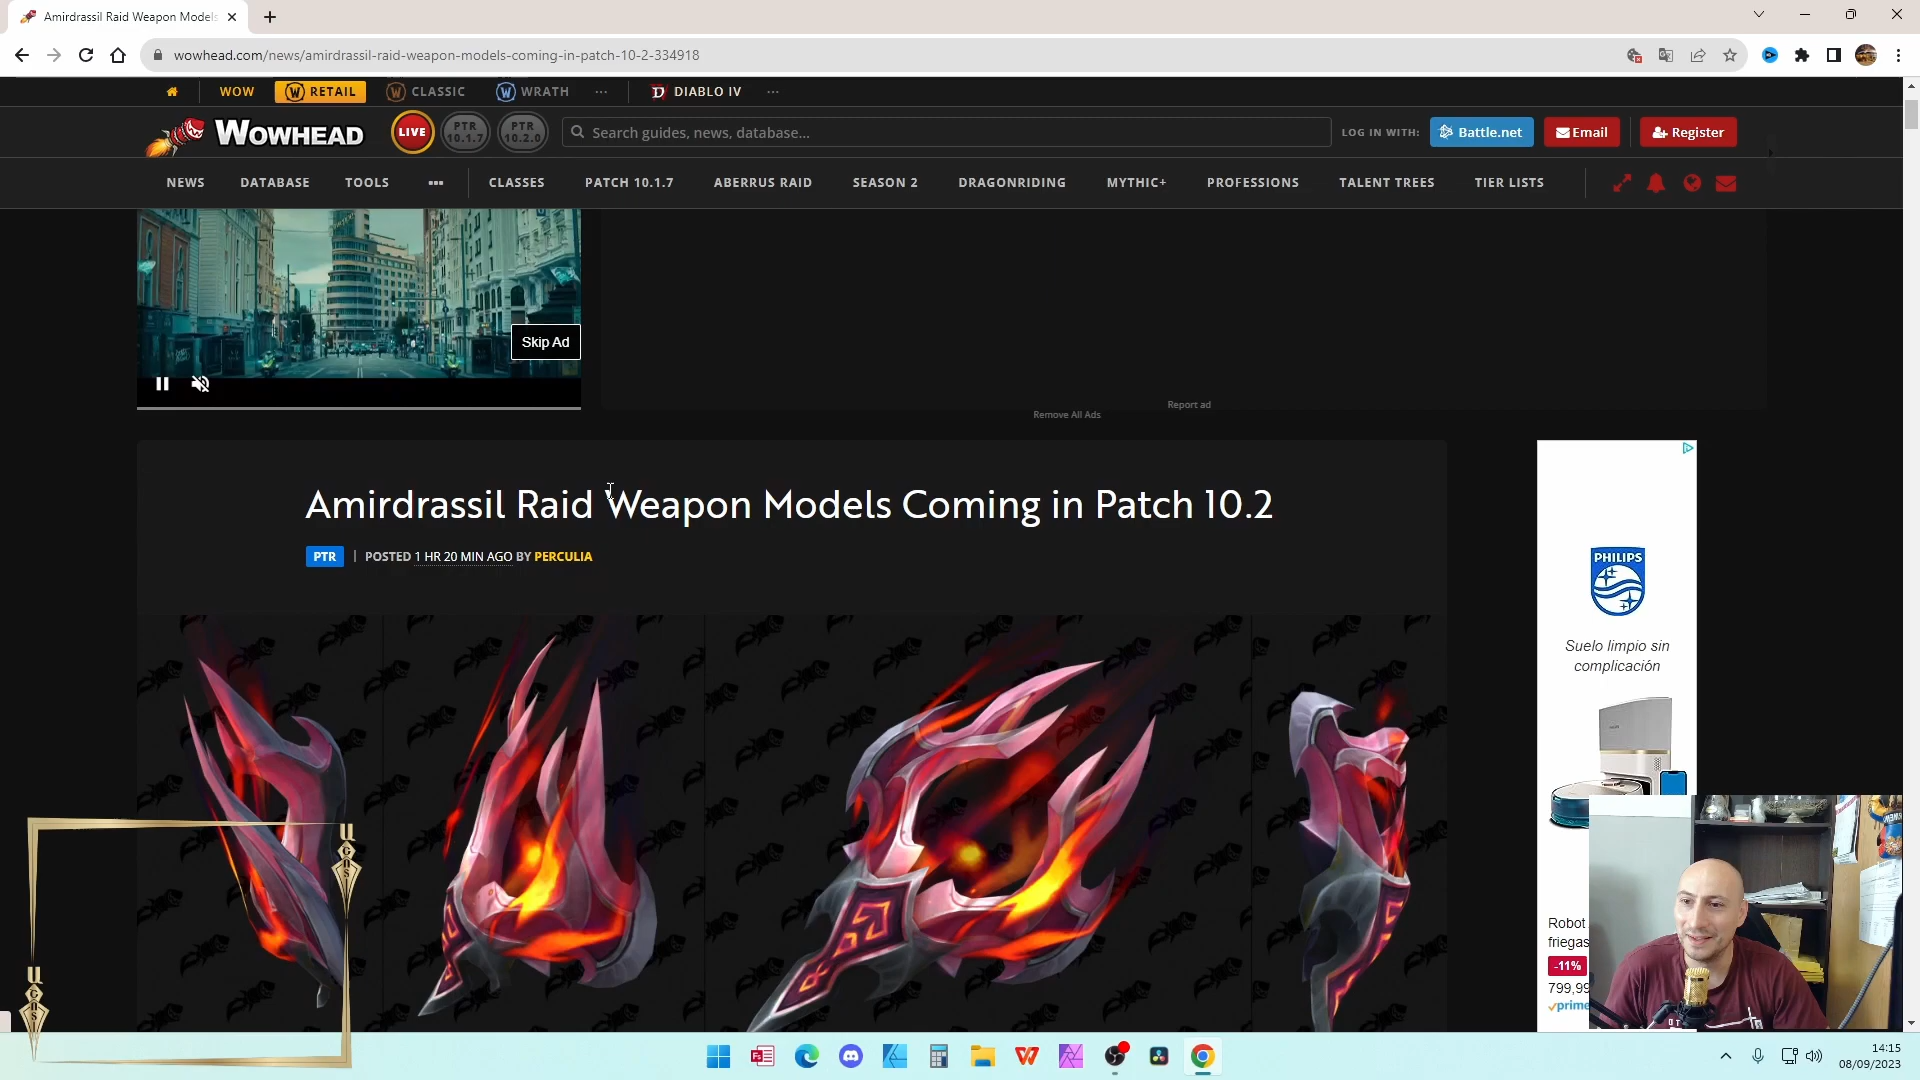 Amirdrassil Raid Weapon Models
wowhead.com/news/amirdrassil-raid-weapon-models-coming-in-patch-10-2-334918
WOW
RETAIL
CLASSIC
WRATH
DIABLO IV
WOWHEAD
LIVE
PTR
10.1.7
PTR
10.2.0
Search guides, news, database...
LOG IN WITH:
Battle.net
Email
Register
NEWS
DATABASE
TOOLS
CLASSES
PATCH 10.1.7
ABERRUS RAID
SEASON 2
DRAGONRIDING
MYTHIC+
PROFESSIONS
TALENT TREES
TIER LISTS
Skip Ad
Report ad
Remove All Ads
Amirdrassil Raid Weapon Models Coming in Patch 10.2
PTR | POSTED 1 HR 20 MIN AGO BY PERCULIA
PHILIPS
Suelo limpio sin
complicación
Robot
friegas
-11%
799,99
prime
14:15
08/09/2023